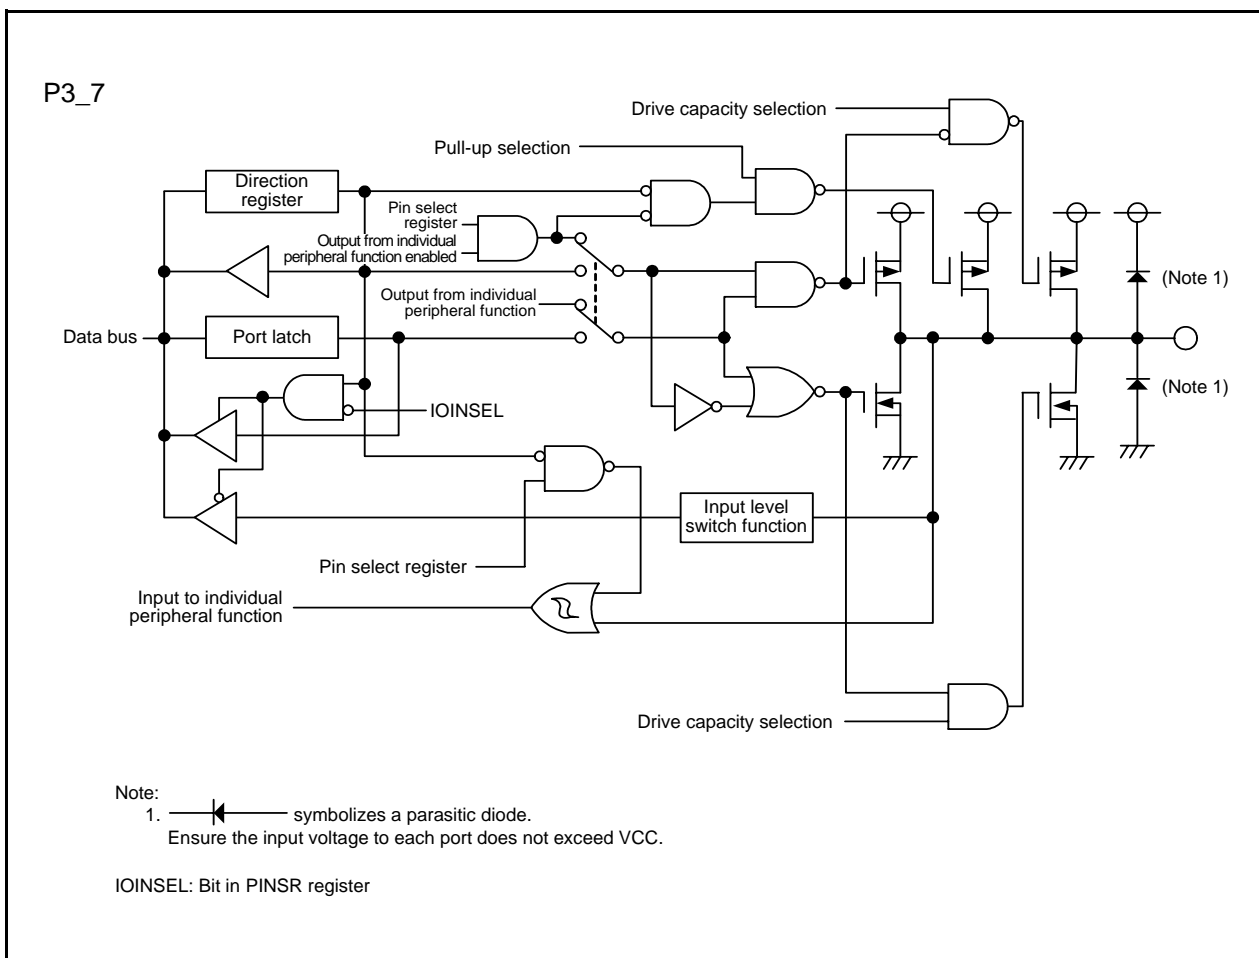 P3_7
Drive capacity selection
Pull-up selection
Direction
register
Pin select
register
Output from individual
peripheral function enabled
(Note 1)
Output from individual
peripheral function
Data bus
Port latch
(Note 1)
IOINSEL
Input level
switch function
Pin select register
Input to individual
peripheral function
Drive capacity selection
Note:
1. symbolizes a parasitic diode.
Ensure the input voltage to each port does not exceed VCC.
IOINSEL: Bit in PINSR register